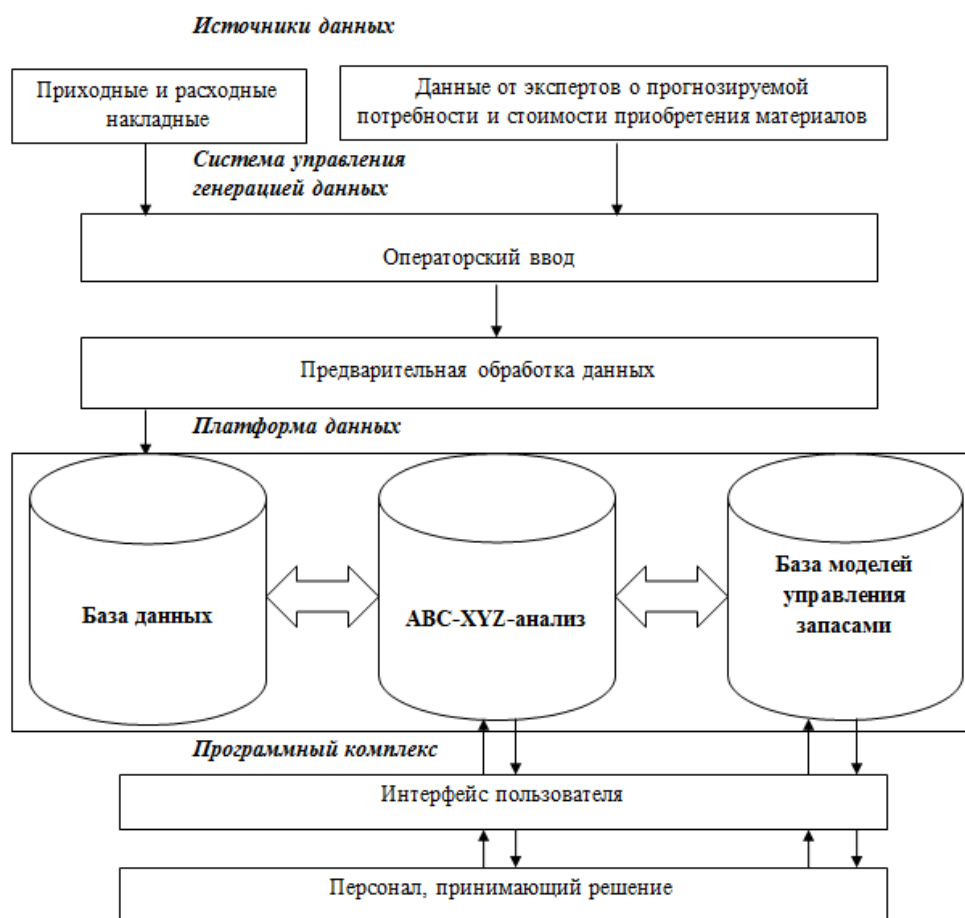 Источники данных
Приходные и расходные
накладные
Данные от экспертов о прогнозируемой
потребности и стоимости приобретения материалов
Система управления
генерацией данных
Операторский ввод
Предварительная обработка данных
Платформа данных
База данных
ABC-XYZ-анализ
База моделей
управления
запасами
Программный комплекс
Интерфейс пользователя
Персонал, принимающий решение